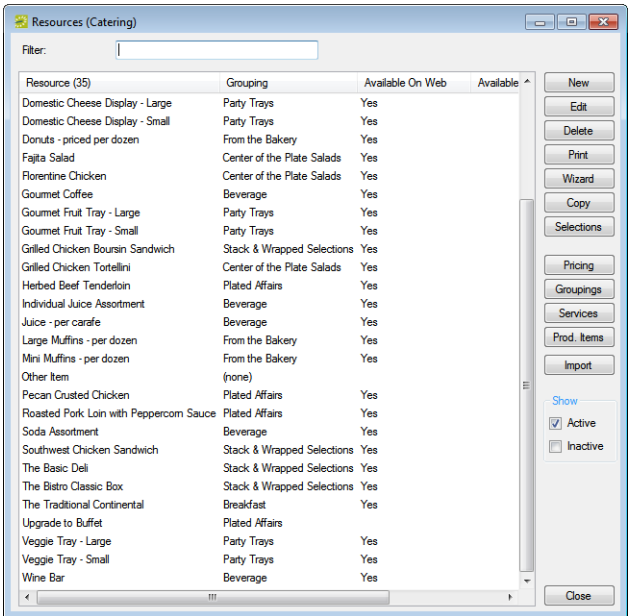 Resources (Catering)
Filter:
Resource (35) Grouping Available On Web Available
Domestic Cheese Display - Large Party Trays Yes
Domestic Cheese Display - Small Party Trays Yes
Donuts - priced per dozen From the Bakery Yes
Fajita Salad Center of the Plate Salads Yes
Florentine Chicken Center of the Plate Salads Yes
Gourmet Coffee Beverage Yes
Gourmet Fruit Tray - Large Party Trays Yes
Gourmet Fruit Tray - Small Party Trays Yes
Grilled Chicken Boursin Sandwich Stack & Wrapped Selections Yes
Grilled Chicken Tortellini Center of the Plate Salads Yes
Herbed Beef Tenderloin Plated Affairs Yes
Individual Juice Assortment Beverage Yes
Juice - per carafe Beverage Yes
Large Muffins - per dozen From the Bakery Yes
Mini Muffins - per dozen From the Bakery Yes
Other Item (none)
Pecan Crusted Chicken Plated Affairs Yes
Roasted Pork Loin with Peppercorn Sauce Plated Affairs Yes
Soda Assortment Beverage Yes
Southwest Chicken Sandwich Stack & Wrapped Selections Yes
The Basic Deli Stack & Wrapped Selections Yes
The Bistro Classic Box Stack & Wrapped Selections Yes
The Traditional Continental Breakfast Yes
Upgrade to Buffet Plated Affairs
Veggie Tray - Large Party Trays Yes
Veggie Tray - Small Party Trays Yes
Wine Bar Beverage Yes
New
Edit
Delete
Print
Wizard
Copy
Selections
Pricing
Groupings
Services
Prod. Items
Import
Show
Active
Inactive
Close